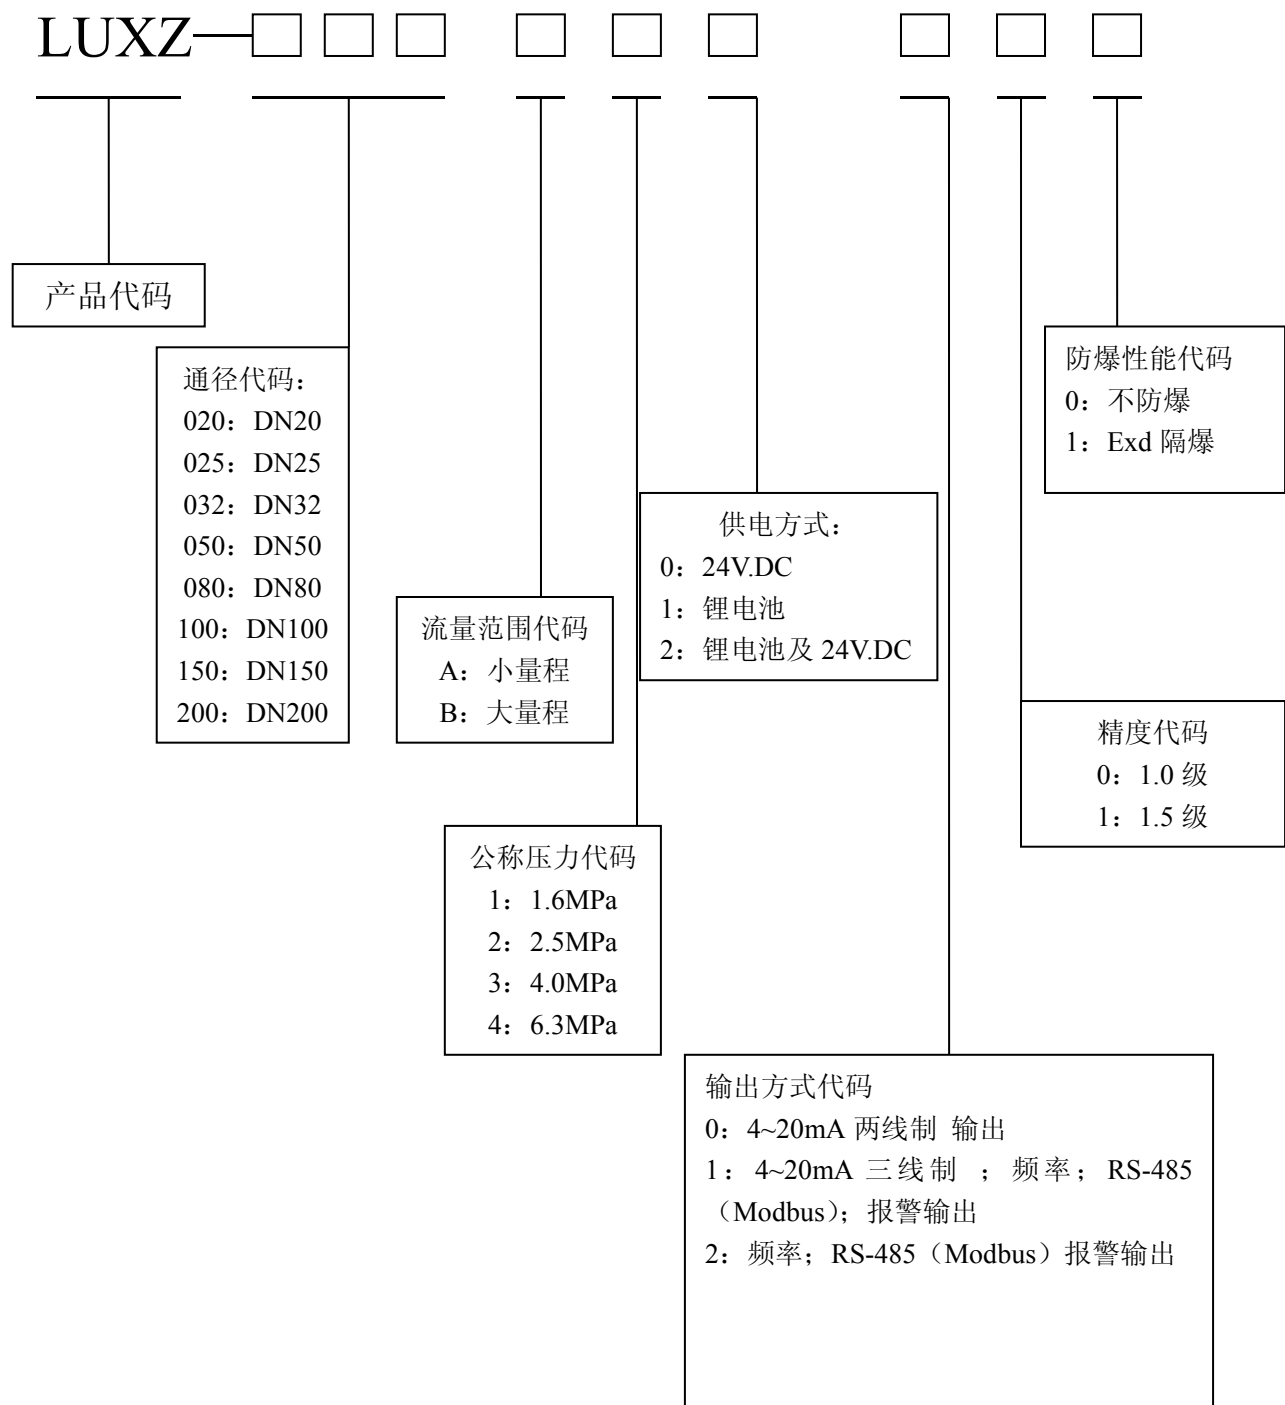 LUXZ
产品代码
通径代码：
020：DN20
025：DN25
032：DN32
050：DN50
080：DN80
100：DN100
150：DN150
200：DN200
流量范围代码
A：小量程
B：大量程
公称压力代码
1：1.6MPa
2：2.5MPa
3：4.0MPa
4：6.3MPa
供电方式：
0：24V.DC
1：锂电池
2：锂电池及 24V.DC
输出方式代码
0：4~20mA 两线制 输出
1：4~20mA 三线制 ；频率；RS-485
（Modbus）；报警输出
2：频率；RS-485（Modbus）报警输出
精度代码
0：1.0 级
1：1.5 级
防爆性能代码
0：不防爆
1：Exd 隔爆